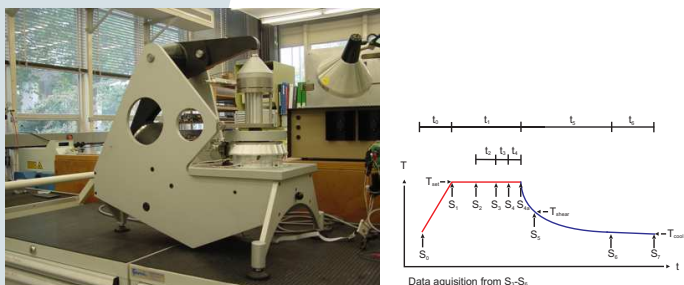 t₀ t₁ t₅ t₆
t₂ t₃ t₄
T
Tset
S₁ S₂ S₃ S₄ S₄ₐ
Tshear
S₀
S₅
Tcool
S₆ S₇
t
Data aquisition from S₂-S₅